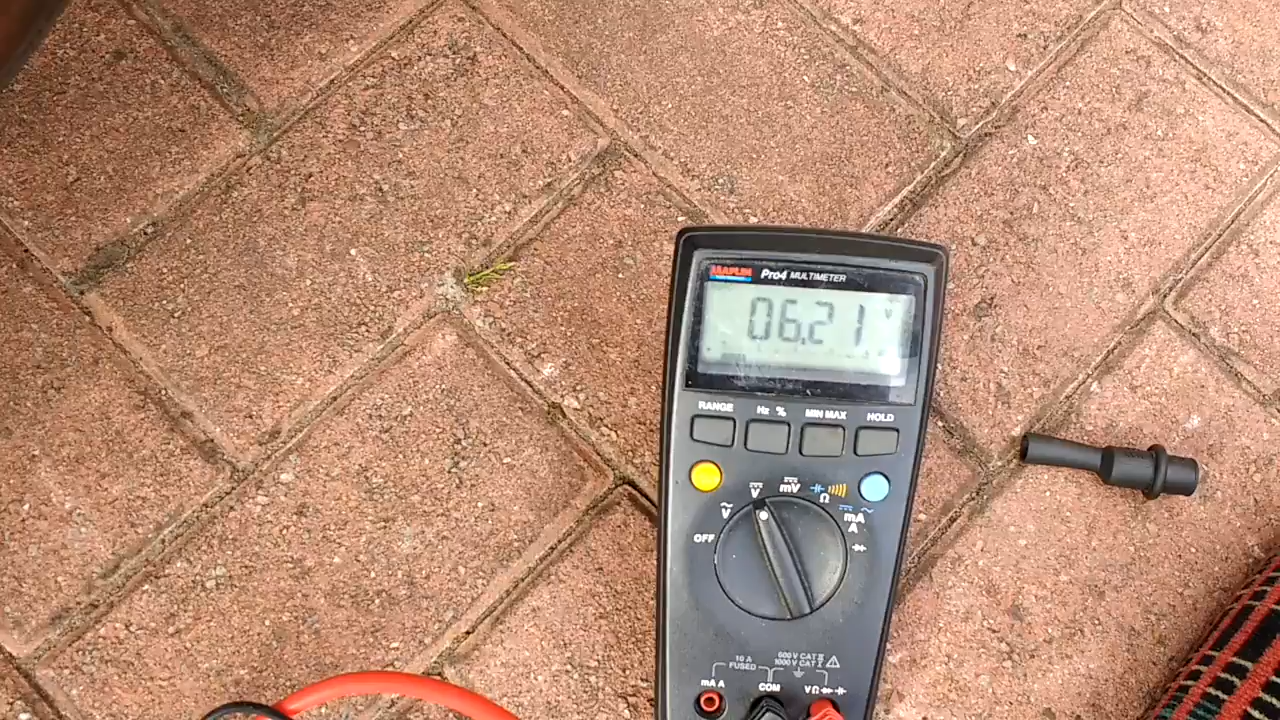 MAPLIN Pro4 MULTIMETER
06.21 V
RANGE Hz % MIN MAX HOLD
V mV Ω
V mA
A
OFF
10 A
FUSED
600 V CAT II
1000 V CAT I
mA A COM VΩ